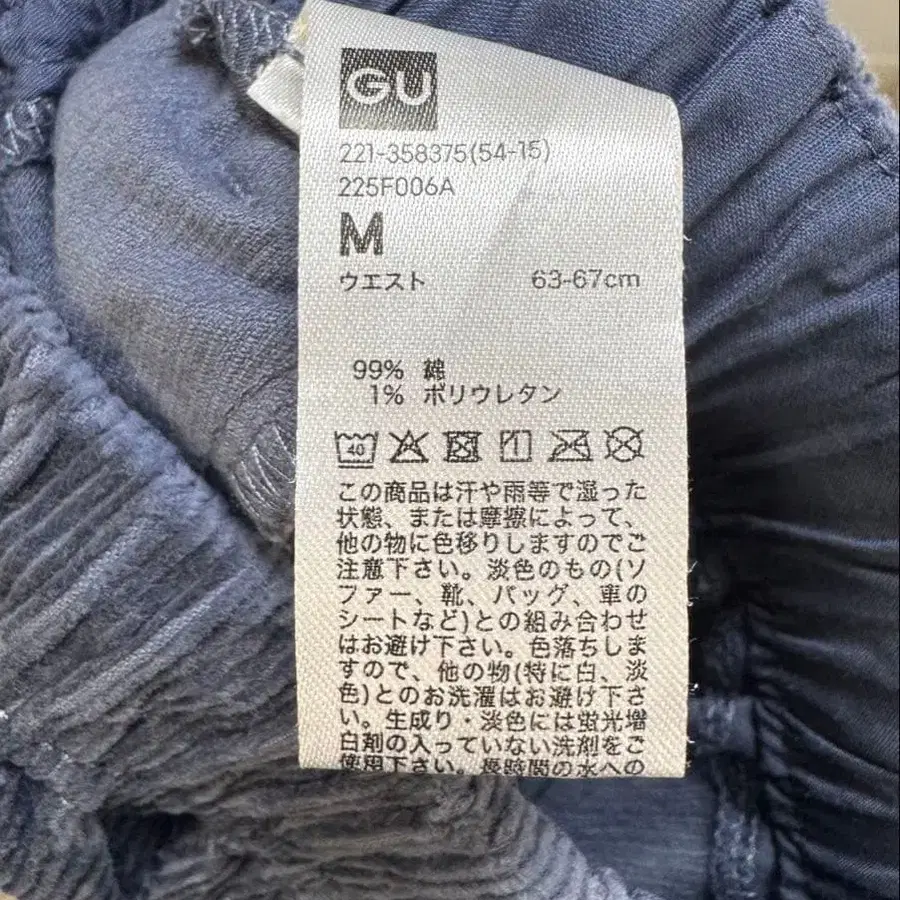 GU
221-358375(54-15)
225F006A
M
ウエスト 63-67cm
99% 綿
1% ポリウレタン
40
この商品は汗や雨等で湿った
状態、または摩擦によって、
他の物に色移りしますのでご
注意下さい。淡色のもの(ソ
ファー、靴、バッグ、車の
シートなど)との組み合わせ
はお避け下さい。色落ちしま
すので、他の物(特に白、淡
色)とのお洗濯はお避け下さ
い。生成り・淡色には蛍光増
白剤の入っていない洗剤をご
使用下さい。長時間の水への